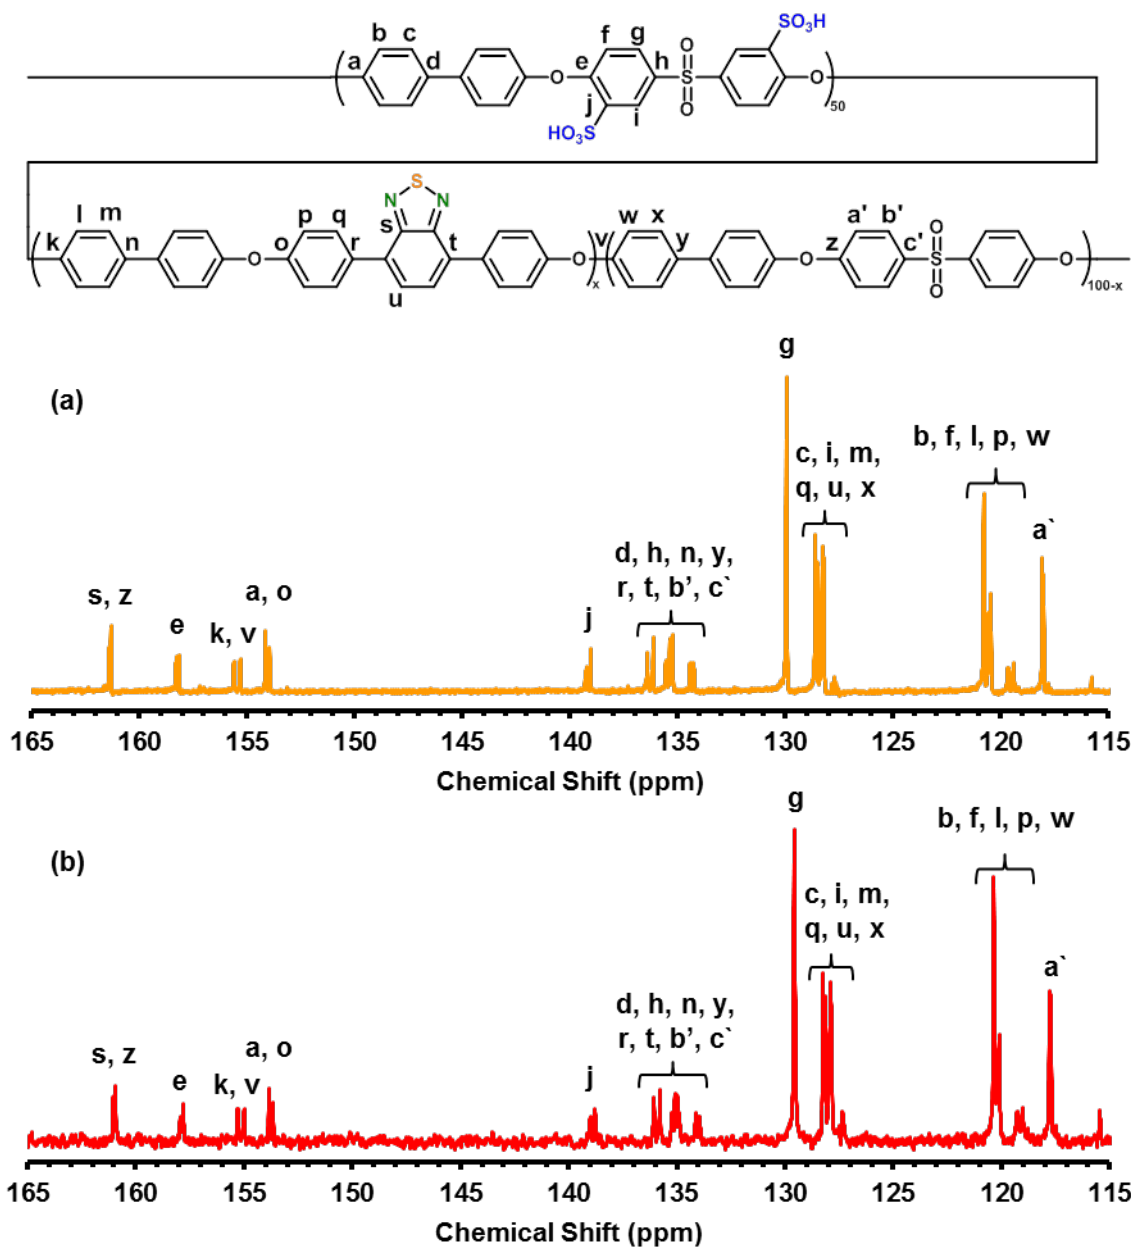 SO₃H
b c f g O
a d O e h S O 50
j O
HO₃S i
S
N N
l m p q s w x a' b' O
k n O o r t O v x y O z c' S O 100-x
u O
(a)
g
b, f, l, p, w
c, i, m,
q, u, x
a`
d, h, n, y,
r, t, b’, c`
s, z
e
k, v
a, o
j
165 160 155 150 145 140 135 130 125 120 115
Chemical Shift (ppm)
(b)
g
b, f, l, p, w
c, i, m,
q, u, x
a`
d, h, n, y,
r, t, b’, c`
s, z
e
k, v
a, o
j
165 160 155 150 145 140 135 130 125 120 115
Chemical Shift (ppm)